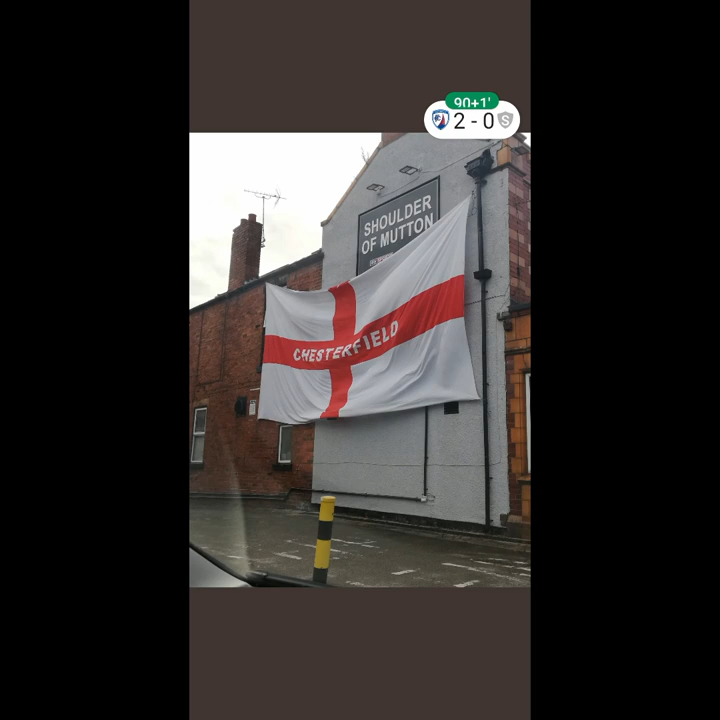 90+1'
2 - 0
S
SHOULDER
OF MUTTON
CHESTERFIELD